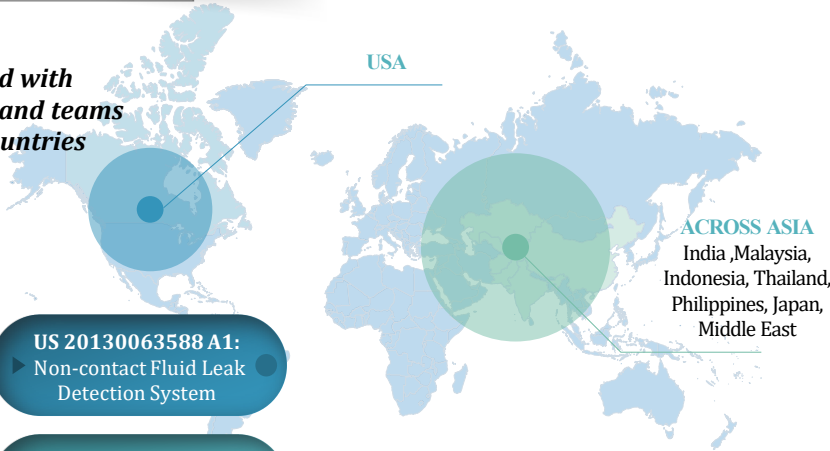 d with
and teams
untries
USA
ACROSS ASIA
India ,Malaysia,
Indonesia, Thailand,
Philippines, Japan,
Middle East
US 20130063588 A1:
Non-contact Fluid Leak
Detection System